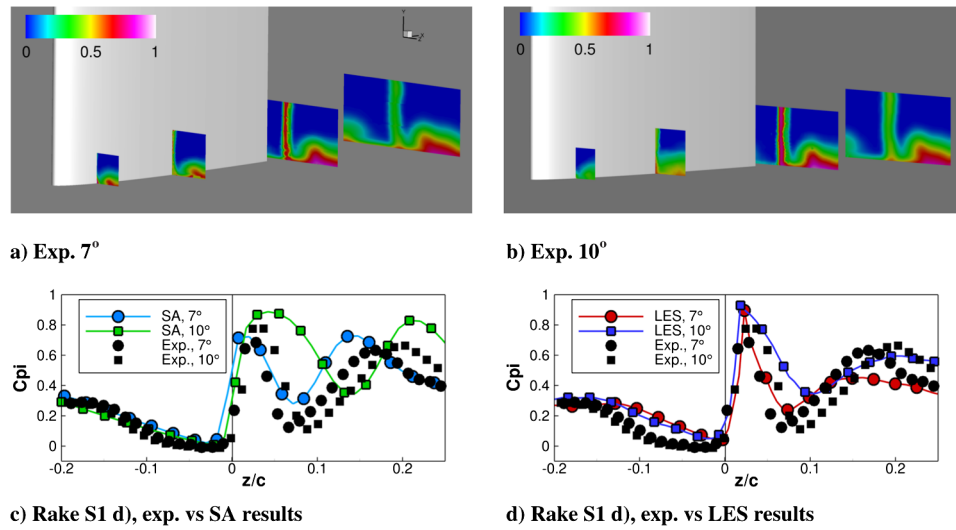 0 0.5 1
Y
X
Z
0 0.5 1
a) Exp. 7°
b) Exp. 10°
Cpi
1
0.8
0.6
0.4
0.2
0
SA, 7°
SA, 10°
Exp., 7°
Exp., 10°
-0.2 -0.1 0 0.1 0.2
z/c
Cpi
1
0.8
0.6
0.4
0.2
0
LES, 7°
LES, 10°
Exp., 7°
Exp., 10°
-0.2 -0.1 0 0.1 0.2
z/c
c) Rake S1 d), exp. vs SA results
d) Rake S1 d), exp. vs LES results